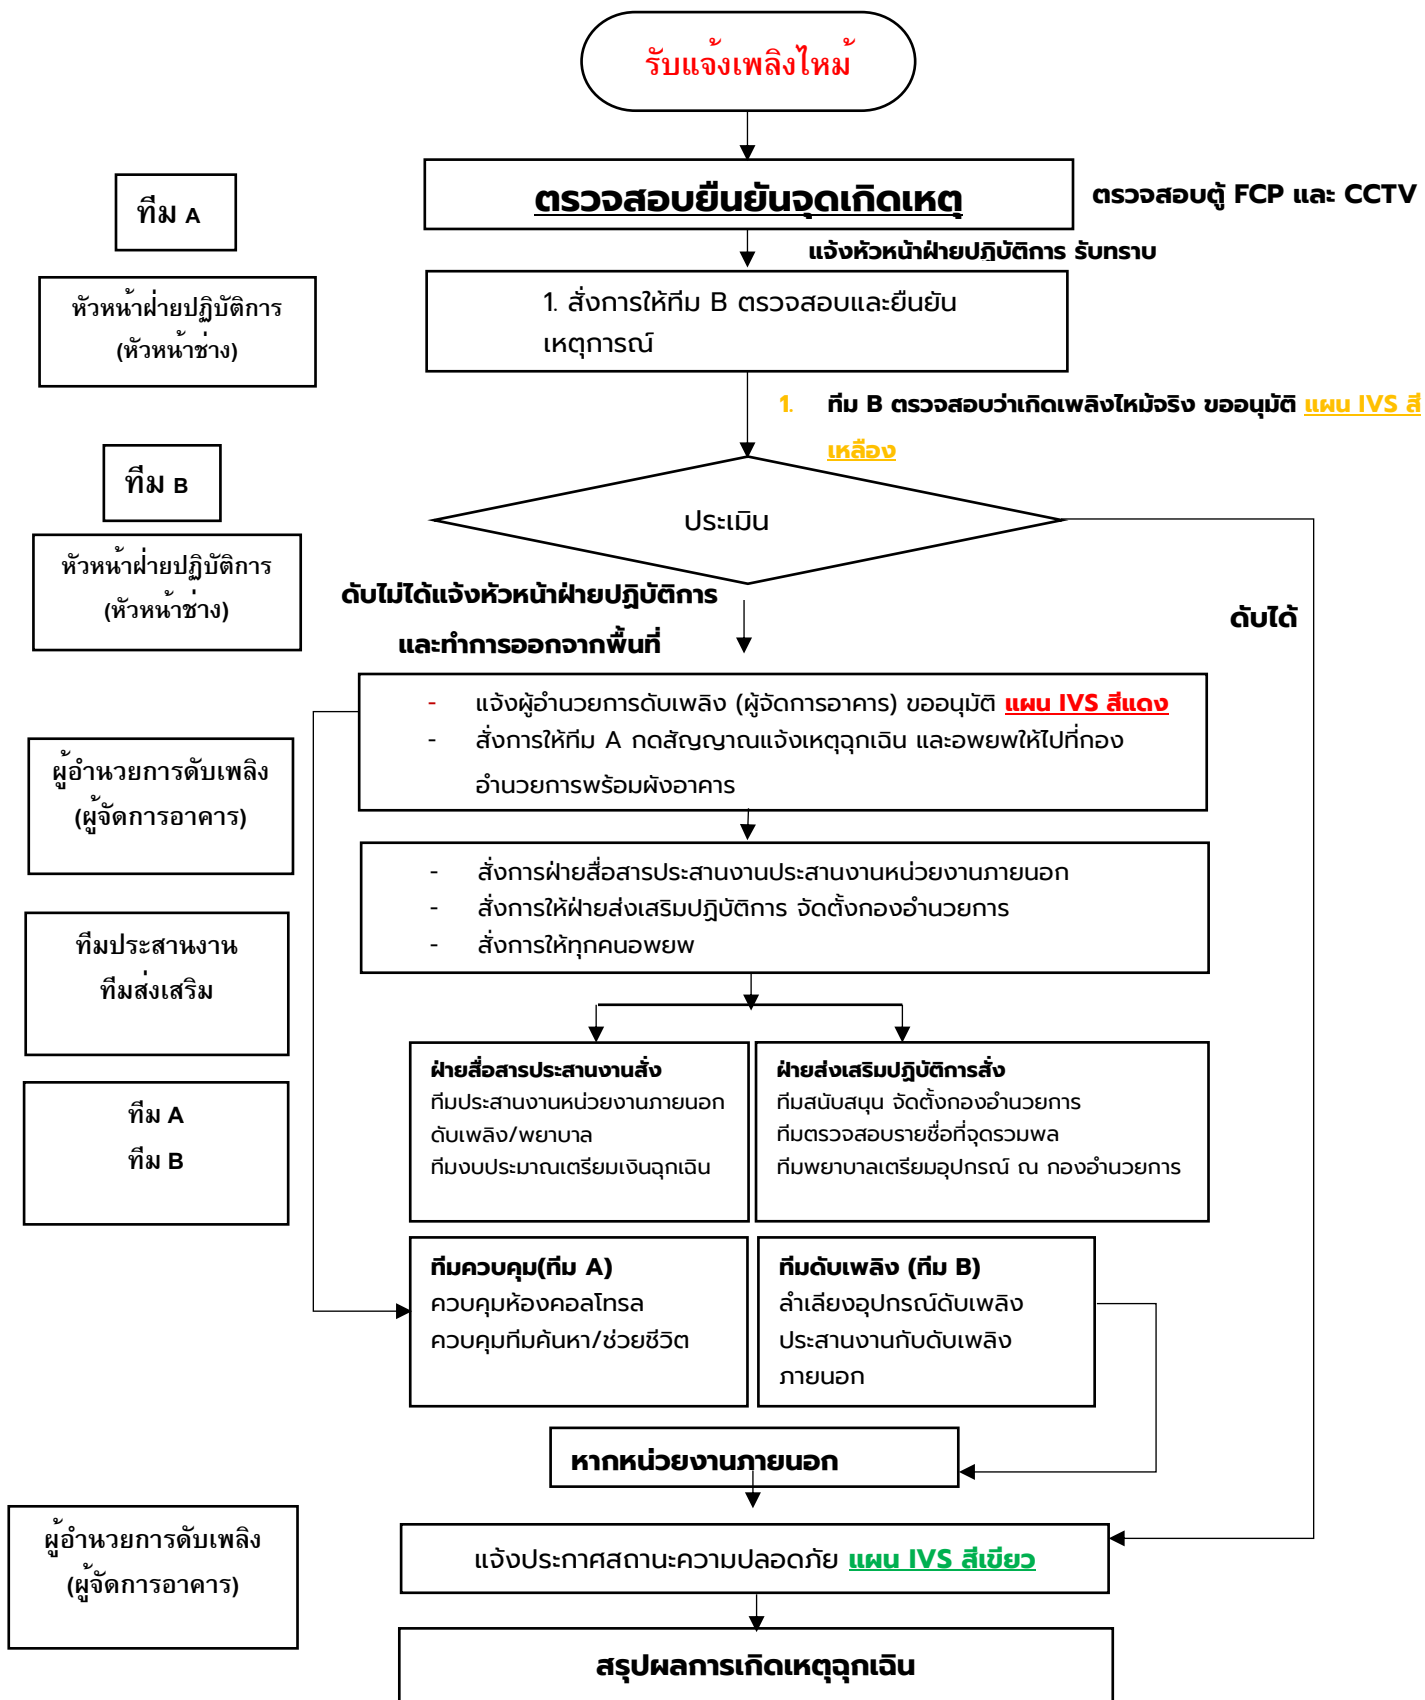 รับแจ้งเพลิงไหม้
ตรวจสอบยืนยันจุดเกิดเหตุ
ตรวจสอบตู้ FCP และ CCTV
ทีม A
แจ้งหัวหน้าฝ่ายปฏิบัติการ รับทราบ
หัวหน้าฝ่ายปฏิบัติการ
(หัวหน้าช่าง)
1. สั่งการให้ทีม B ตรวจสอบและยืนยัน
เหตุการณ์
1. ทีม B ตรวจสอบว่าเกิดเพลิงไหม้จริง ขออนุมัติ แผน IVS สี
เหลือง
ทีม B
ประเมิน
หัวหน้าฝ่ายปฏิบัติการ
(หัวหน้าช่าง)
ดับไม่ได้แจ้งหัวหน้าฝ่ายปฏิบัติการ
และทำการออกจากพื้นที่
ดับได้
- แจ้งผู้อำนวยการดับเพลิง (ผู้จัดการอาคาร) ขออนุมัติ แผน IVS สีแดง
- สั่งการให้ทีม A กดสัญญาณแจ้งเหตุฉุกเฉิน และอพยพให้ไปที่กอง
อำนวยการพร้อมผังอาคาร
ผู้อำนวยการดับเพลิง
(ผู้จัดการอาคาร)
- สั่งการฝ่ายสื่อสารประสานงานประสานงานหน่วยงานภายนอก
- สั่งการให้ฝ่ายส่งเสริมปฏิบัติการ จัดตั้งกองอำนวยการ
- สั่งการให้ทุกคนอพยพ
ทีมประสานงาน
ทีมส่งเสริม
ฝ่ายสื่อสารประสานงานสั่ง
ทีมประสานงานหน่วยงานภายนอก
ดับเพลิง/พยาบาล
ทีมงบประมาณเตรียมเงินฉุกเฉิน
ฝ่ายส่งเสริมปฏิบัติการสั่ง
ทีมสนับสนุน จัดตั้งกองอำนวยการ
ทีมตรวจสอบรายชื่อที่จุดรวมพล
ทีมพยาบาลเตรียมอุปกรณ์ ณ กองอำนวยการ
ทีม A
ทีม B
ทีมควบคุม(ทีม A)
ควบคุมห้องคอลโทรล
ควบคุมทีมค้นหา/ช่วยชีวิต
ทีมดับเพลิง (ทีม B)
ลำเลียงอุปกรณ์ดับเพลิง
ประสานงานกับดับเพลิง
ภายนอก
หากหน่วยงานภายนอก
ผู้อำนวยการดับเพลิง
(ผู้จัดการอาคาร)
แจ้งประกาศสถานะความปลอดภัย แผน IVS สีเขียว
สรุปผลการเกิดเหตุฉุกเฉิน